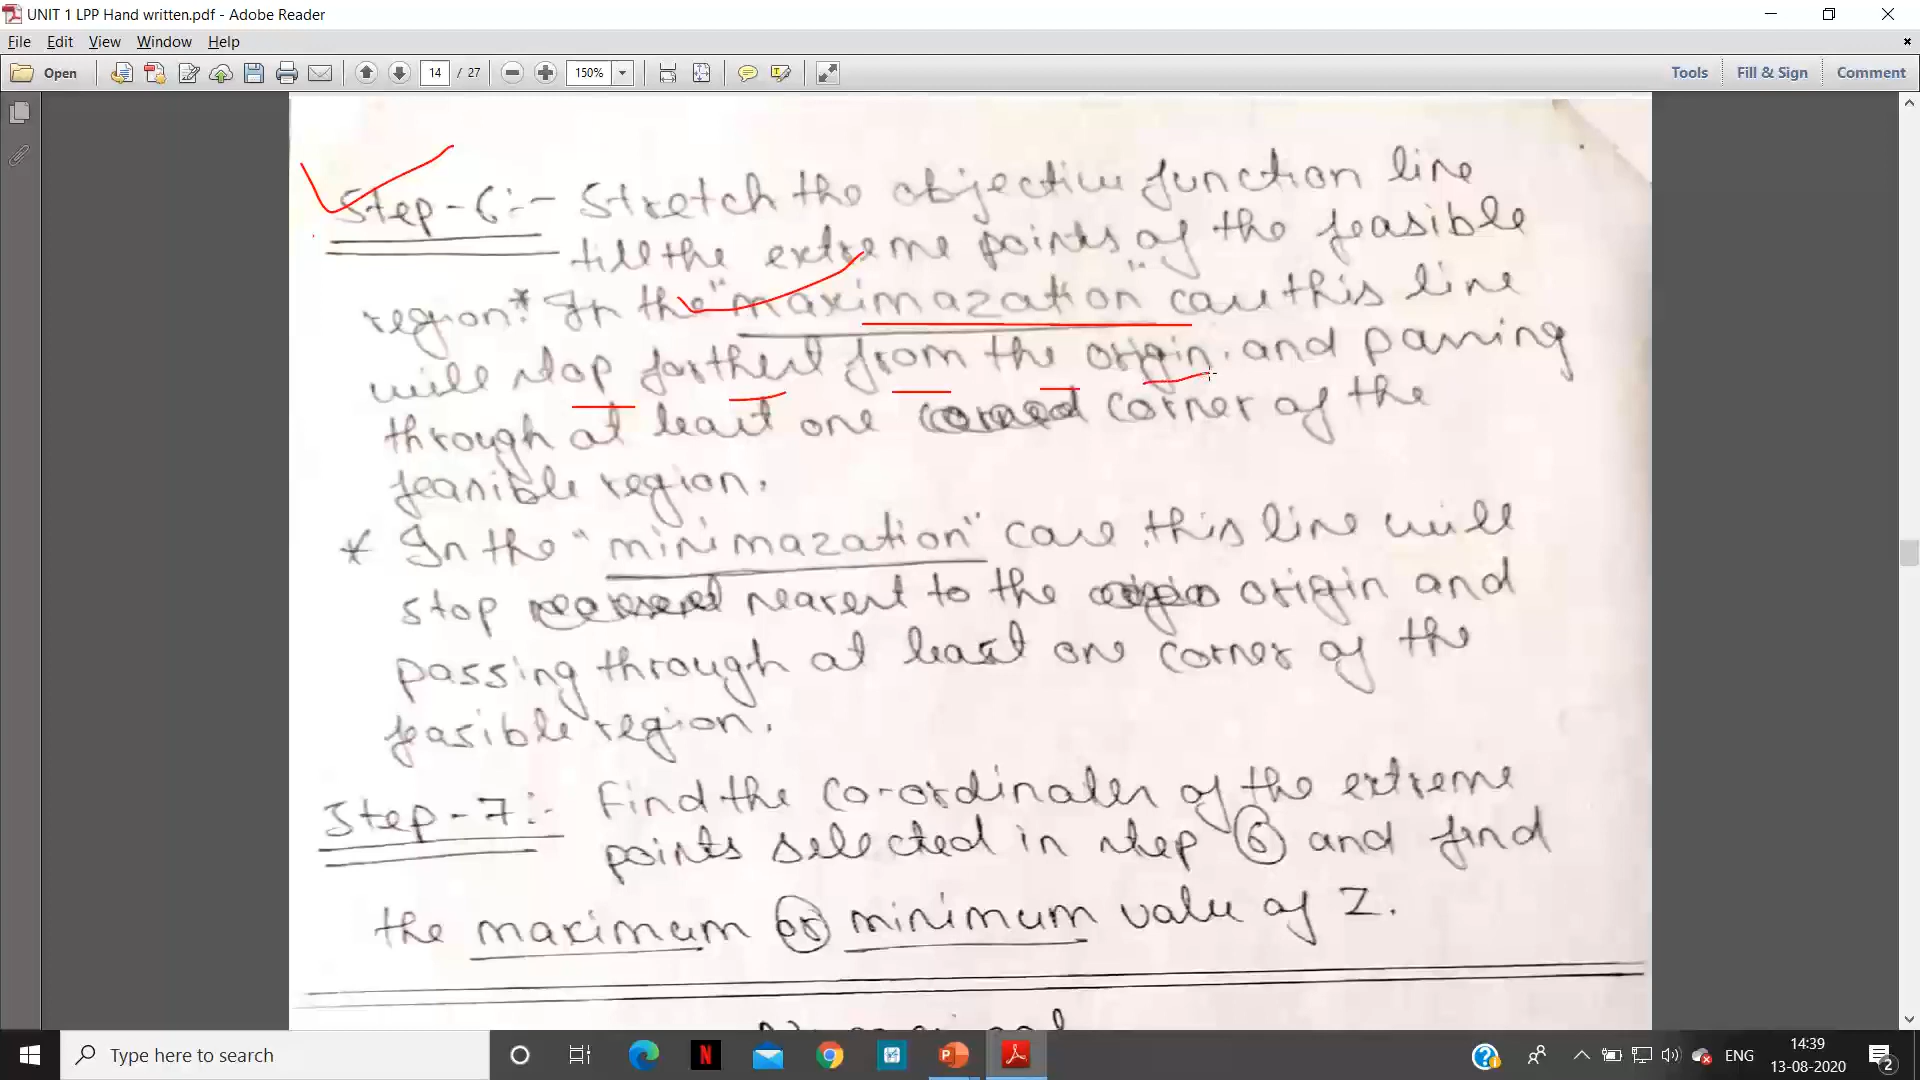 UNIT 1 LPP Hand written.pdf - Adobe Reader
File Edit View Window Help
Open 14 / 27 150% Tools Fill & Sign Comment
Step-6:- Stretch the objective function line
till the extreme points of the feasible
region.* In the "maximazation" case this line
will stop farthest from the origin. and passing
through at least one corner of the
feasible region.
* In the "minimazation" case this line will
stop nearest to the origin and
passing through at least one corner of the
feasible region.
Step-7:- Find the co-ordinates of the extreme
points selected in step 6 and find
the maximum or minimum value of Z.
Type here to search
ENG
14:39
13-08-2020
2